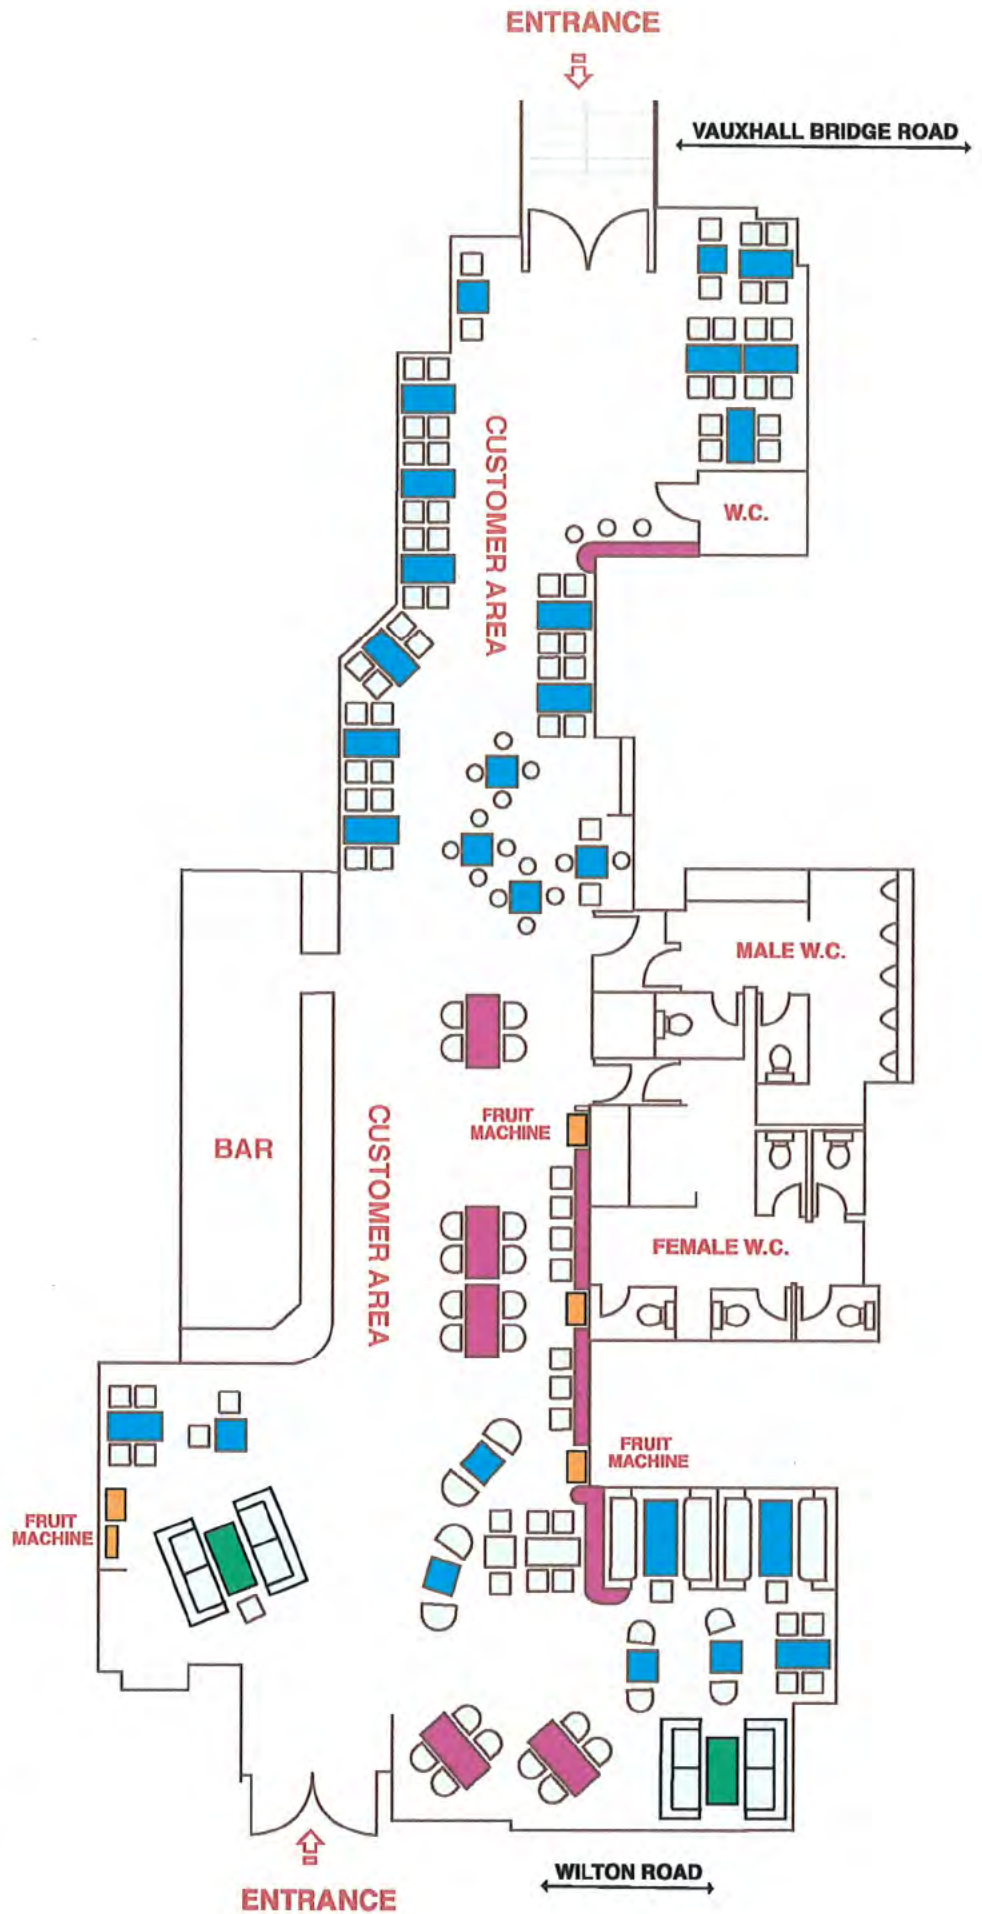 ENTRANCE
VAUXHALL BRIDGE ROAD
CUSTOMER AREA
W.C.
MALE W.C.
FRUIT
MACHINE
BAR
CUSTOMER AREA
FEMALE W.C.
FRUIT
MACHINE
FRUIT
MACHINE
WILTON ROAD
ENTRANCE